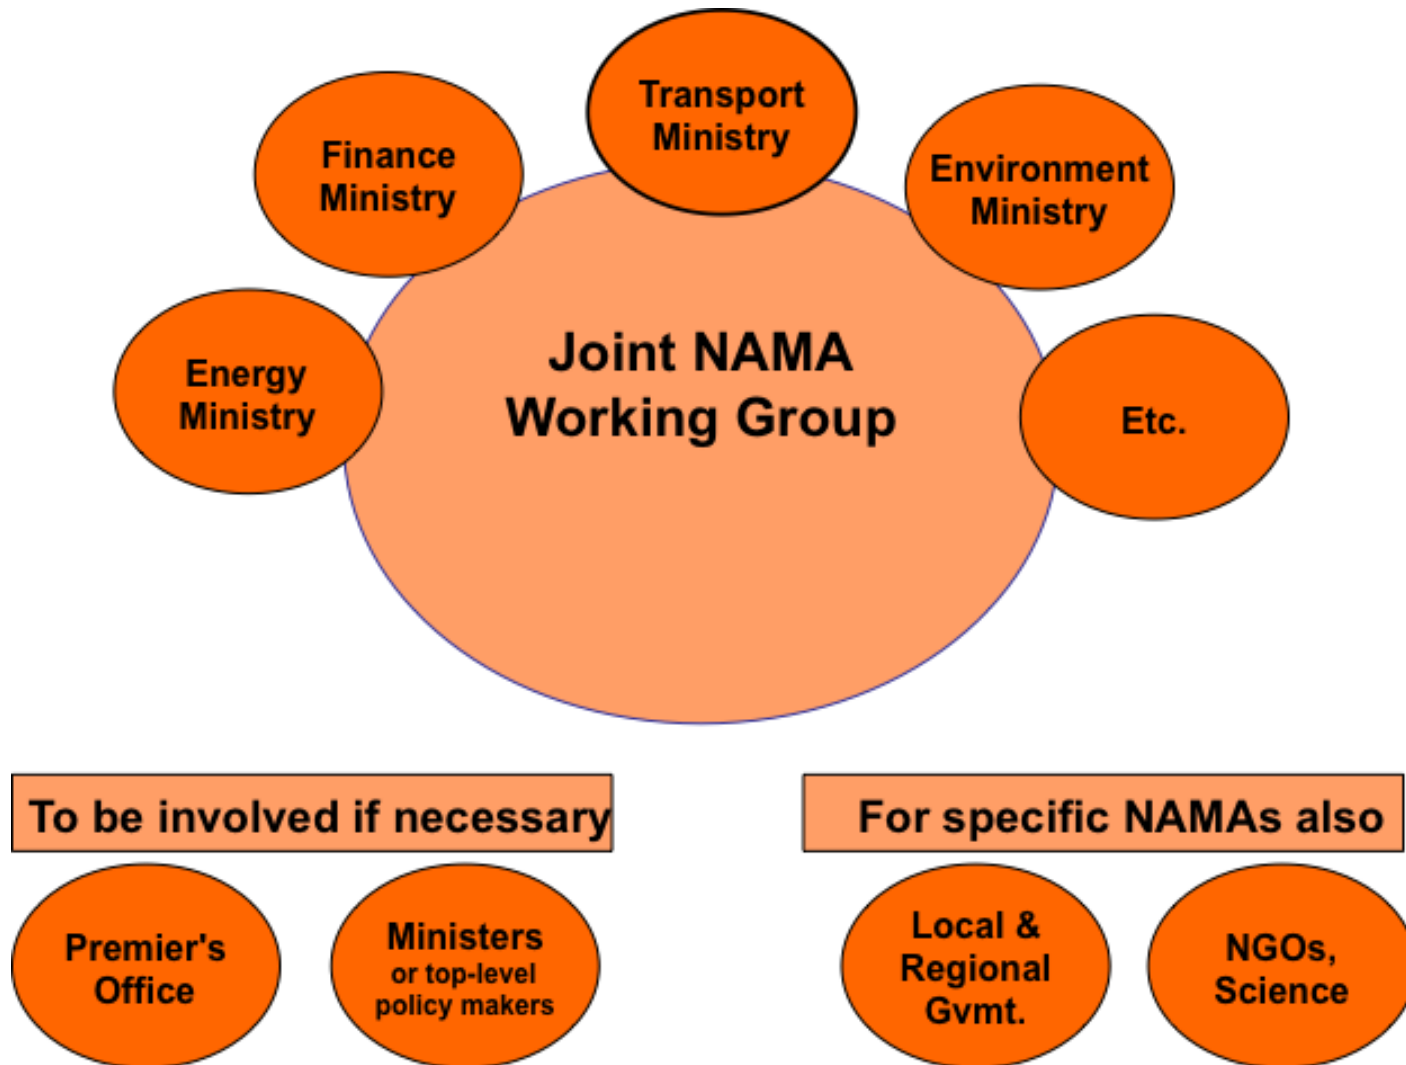 Transport
Ministry
Finance
Ministry
Environment
Ministry
Energy
Ministry
Joint NAMA
Working Group
Etc.
To be involved if necessary
For specific NAMAs also
Premier's
Office
Ministers
or top-level
policy makers
Local &
Regional
Gvmt.
NGOs,
Science